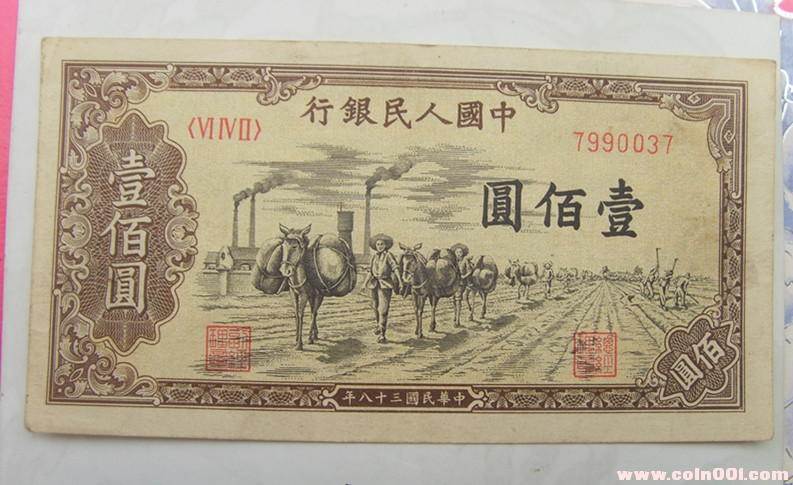 中國人民銀行
〈VI IV II〉
7990037
壹佰圓
壹佰圓
佰圓
中華民國三十八年
www.coin001.com